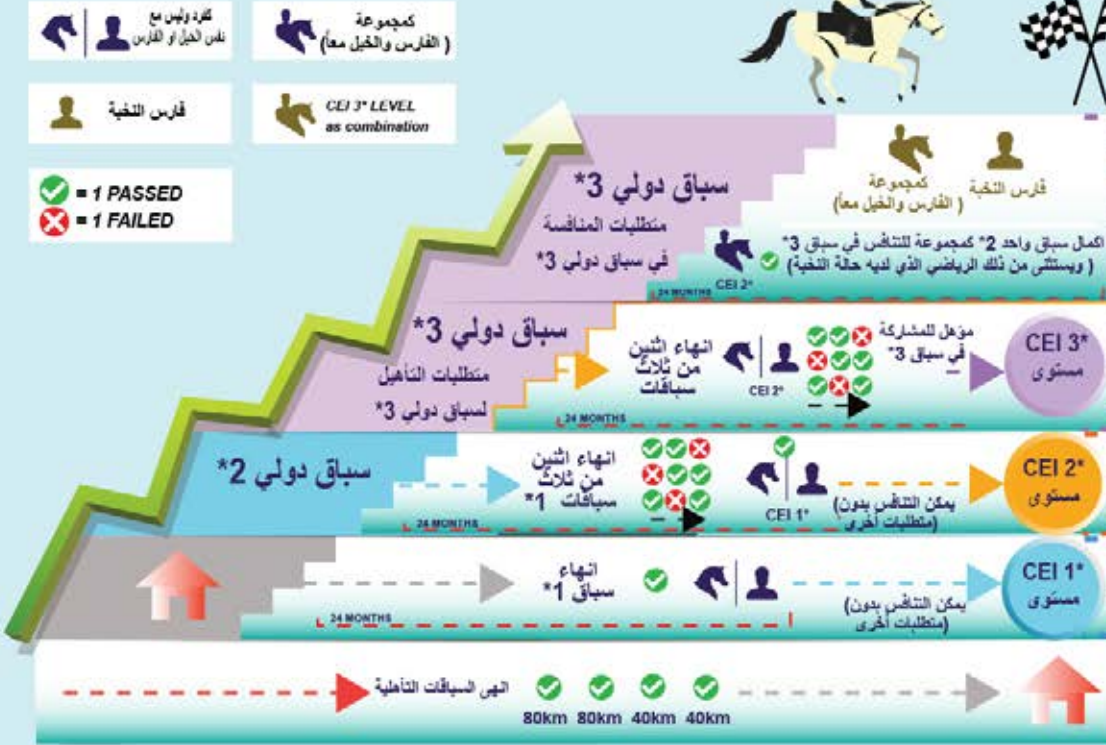 كفرد وليس مع
نفس الخيل او الفارس
كمجموعة
( الفارس والخيل معاً)
فارس النخبة
CEI 3* LEVEL
as combination
= 1 PASSED
= 1 FAILED
سباق دولي 3*
متطلبات المنافسة
في سباق دولي 3*
كمجموعة
( الفارس والخيل معاً)
فارس النخبة
اكمال سباق واحد 2* كمجموعة للتنافس في سباق 3*
( ويستثنى من ذلك الرياضي الذي لديه حالة النخبة)
CEI 2*
24 MONTHS
سباق دولي 3*
متطلبات التأهيل
لسباق دولي 3*
انهاء اثنين
من ثلاث
سباقات
CEI 2*
مؤهل للمشاركة
في سباق 3*
CEI 3*
مستوى
24 MONTHS
سباق دولي 2*
انهاء اثنين
من ثلاث
سباقات 1*
CEI 1*
يمكن التنافس بدون)
(متطلبات أخرى
CEI 2*
مستوى
24 MONTHS
انهاء
سباق 1*
يمكن التنافس بدون)
(متطلبات أخرى
CEI 1*
مستوى
24 MONTHS
انهى السباقات التأهلية
80km 80km 40km 40km